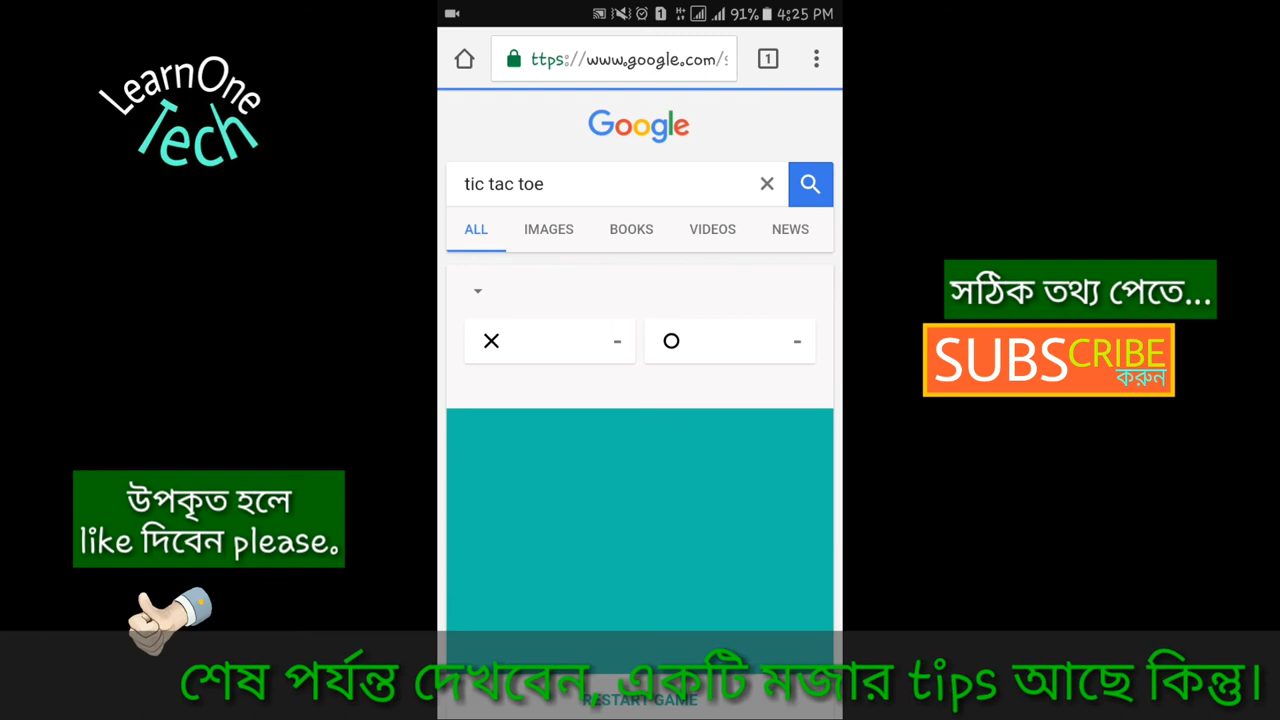 LearnOne
Tech
91% 4:25 PM
1
ttps://www.google.com/s
1
Google
tic tac toe
ALL IMAGES BOOKS VIDEOS NEWS
X -
O -
RESTART GAME
সঠিক তথ্য পেতে...
SUBSCRIBE
করুন
উপকৃত হলে
like দিবেন please.
শেষ পর্যন্ত দেখবেন, একটি মজার tips আছে কিন্তু।